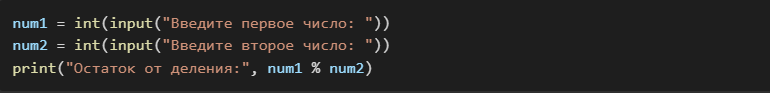 num1 = int(input("Введите первое число: "))
num2 = int(input("Введите второе число: "))
print("Остаток от деления:", num1 % num2)